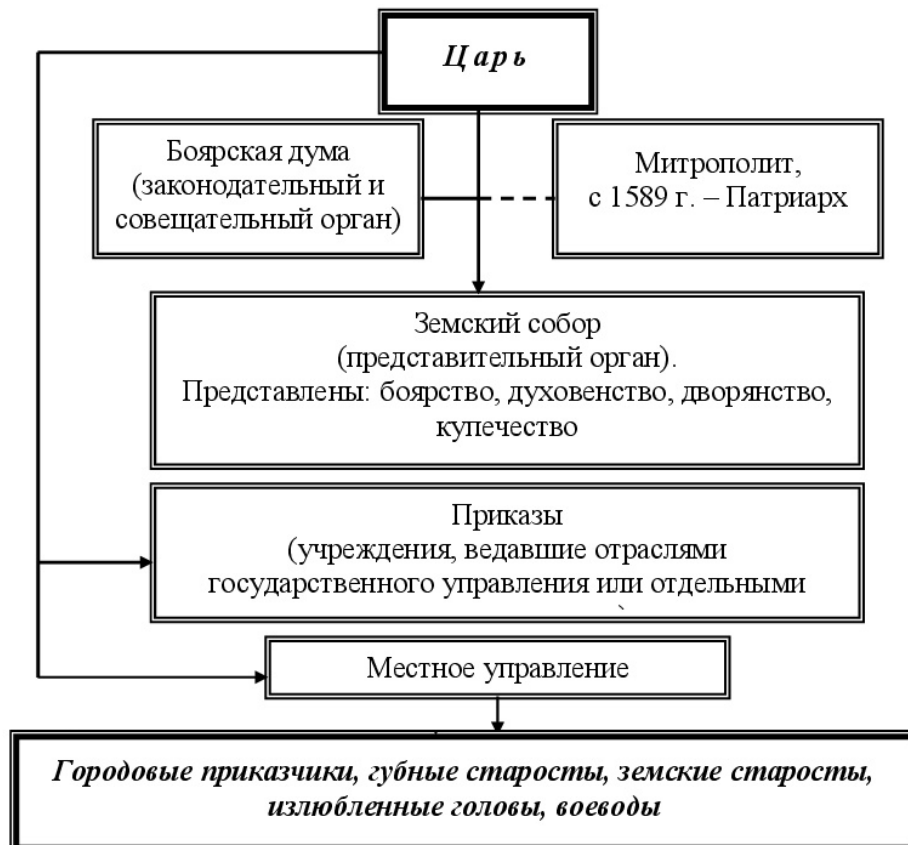 Царь
Боярская дума
(законодательный и
совещательный орган)
Митрополит,
с 1589 г. – Патриарх
Земский собор
(представительный орган).
Представлены: боярство, духовенство, дворянство,
купечество
Приказы
(учреждения, ведавшие отраслями
государственного управления или отдельными
Местное управление
Городовые приказчики, губные старосты, земские старосты,
излюбленные головы, воеводы